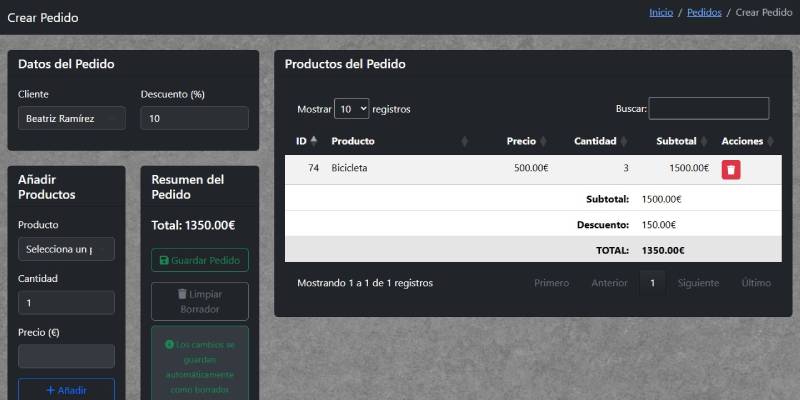 Crear Pedido
Inicio / Pedidos / Crear Pedido
Datos del Pedido
Cliente
Descuento (%)
Beatriz Ramírez
10
Añadir
Productos
Producto
Selecciona un
Cantidad
1
Precio (€)
+ Añadir
Resumen del
Pedido
Total: 1350.00€
Guardar Pedido
Limpiar
Borrador
Los cambios se
guardan
automáticamente
como borrador
Productos del Pedido
Mostrar 10 registros
Buscar:
ID Producto Precio Cantidad Subtotal Acciones
74 Bicicleta 500.00€ 3 1500.00€
Subtotal: 1500.00€
Descuento: 150.00€
TOTAL: 1350.00€
Mostrando 1 a 1 de 1 registros
Primero Anterior 1 Siguiente Último